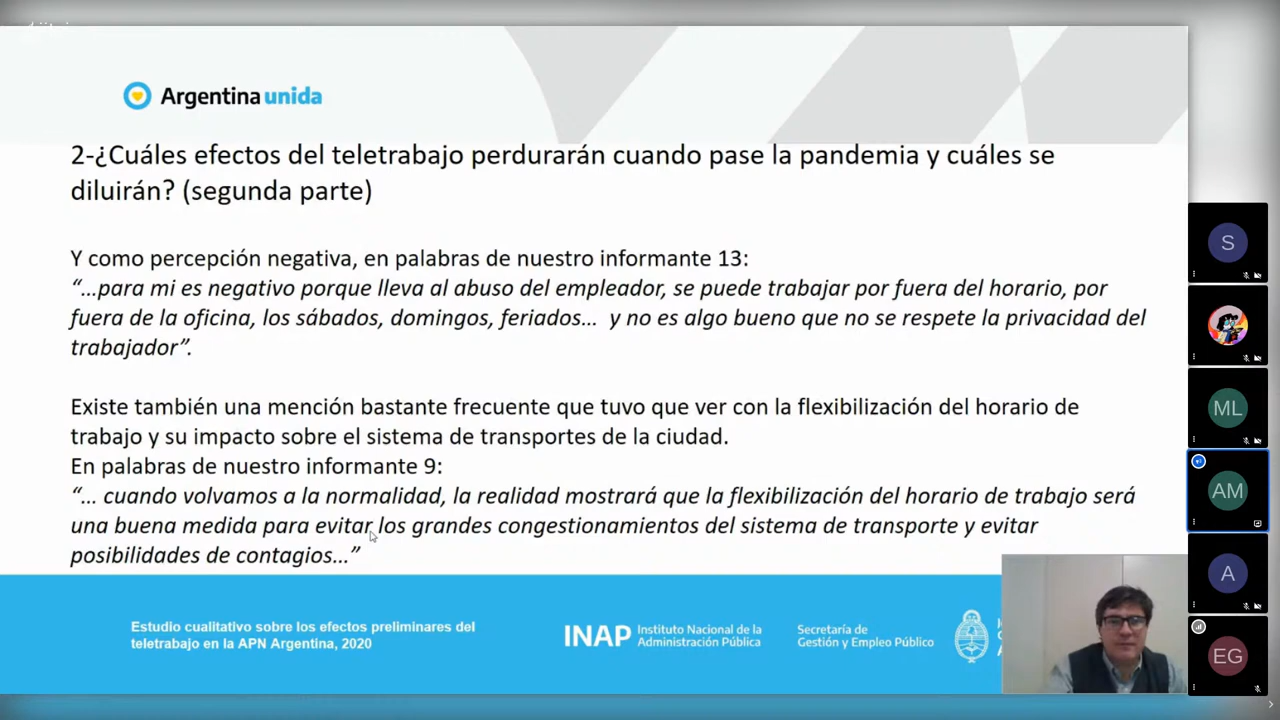 Argentina unida
2-¿Cuáles efectos del teletrabajo perdurarán cuando pase la pandemia y cuáles se
diluirán? (segunda parte)
Y como percepción negativa, en palabras de nuestro informante 13:
“…para mi es negativo porque lleva al abuso del empleador, se puede trabajar por fuera del horario, por
fuera de la oficina, los sábados, domingos, feriados… y no es algo bueno que no se respete la privacidad del
trabajador”.
Existe también una mención bastante frecuente que tuvo que ver con la flexibilización del horario de
trabajo y su impacto sobre el sistema de transportes de la ciudad.
En palabras de nuestro informante 9:
“… cuando volvamos a la normalidad, la realidad mostrará que la flexibilización del horario de trabajo será
una buena medida para evitar los grandes congestionamientos del sistema de transporte y evitar
posibilidades de contagios…”
Estudio cualitativo sobre los efectos preliminares del
teletrabajo en la APN Argentina, 2020
INAP
Instituto Nacional de la
Administración Pública
Secretaría de
Gestión y Empleo Público
S
ML
AM
A
EG